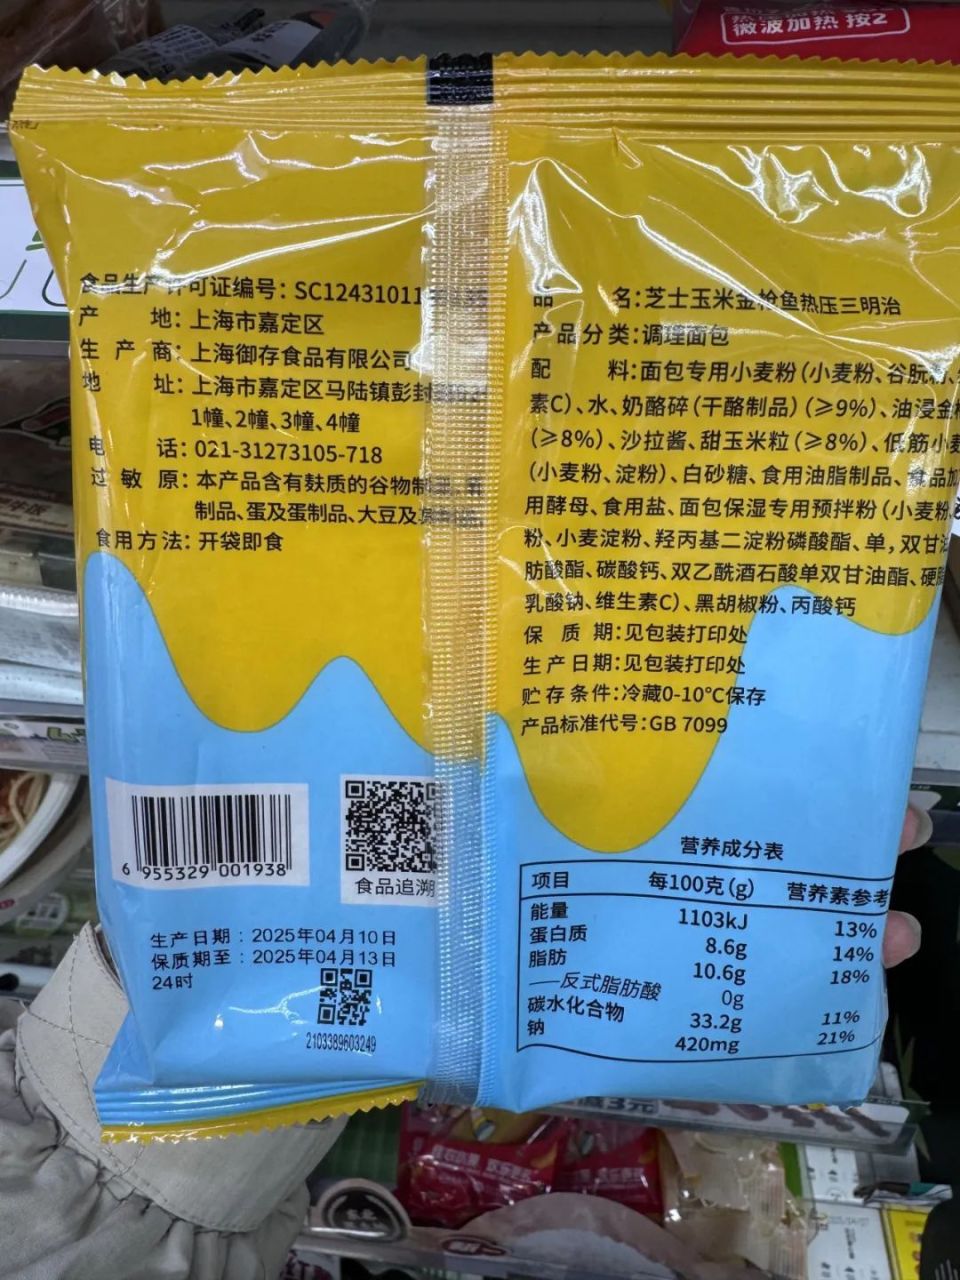 微波加热 按2
食品生产许可证编号：SC12431011
产 地：上海市嘉定区
生 产 商：上海御存食品有限公司
地 址：上海市嘉定区马陆镇彭封
1幢、2幢、3幢、4幢
电 话：021-31273105-718
过 敏 原：本产品含有麸质的谷物制
制品、蛋及蛋制品、大豆及其
食用方法：开袋即食
6 955329 001938
食品追溯
生产日期：2025年04月10日
保质期至：2025年04月13日
24时
2103389603249
品 名：芝士玉米金枪鱼热压三明治
产品分类：调理面包
配 料：面包专用小麦粉（小麦粉、谷朊粉、
素C）、水、奶酪碎（干酪制品）（≥9%）、油浸金枪
（≥8%）、沙拉酱、甜玉米粒（≥8%）、低筋小麦
（小麦粉、淀粉）、白砂糖、食用油脂制品、食品加
用酵母、食用盐、面包保湿专用预拌粉（小麦粉、
粉、小麦淀粉、羟丙基二淀粉磷酸酯、单，双甘油
肪酸酯、碳酸钙、双乙酰酒石酸单双甘油酯、硬脂
乳酸钠、维生素C）、黑胡椒粉、丙酸钙
保 质 期：见包装打印处
生产日期：见包装打印处
贮存条件：冷藏0-10℃保存
产品标准代号：GB 7099
营养成分表
项目 每100克(g) 营养素参考
能量 1103kJ 13%
蛋白质 8.6g 14%
脂肪 10.6g 18%
——反式脂肪酸 0g
碳水化合物 33.2g 11%
钠 420mg 21%